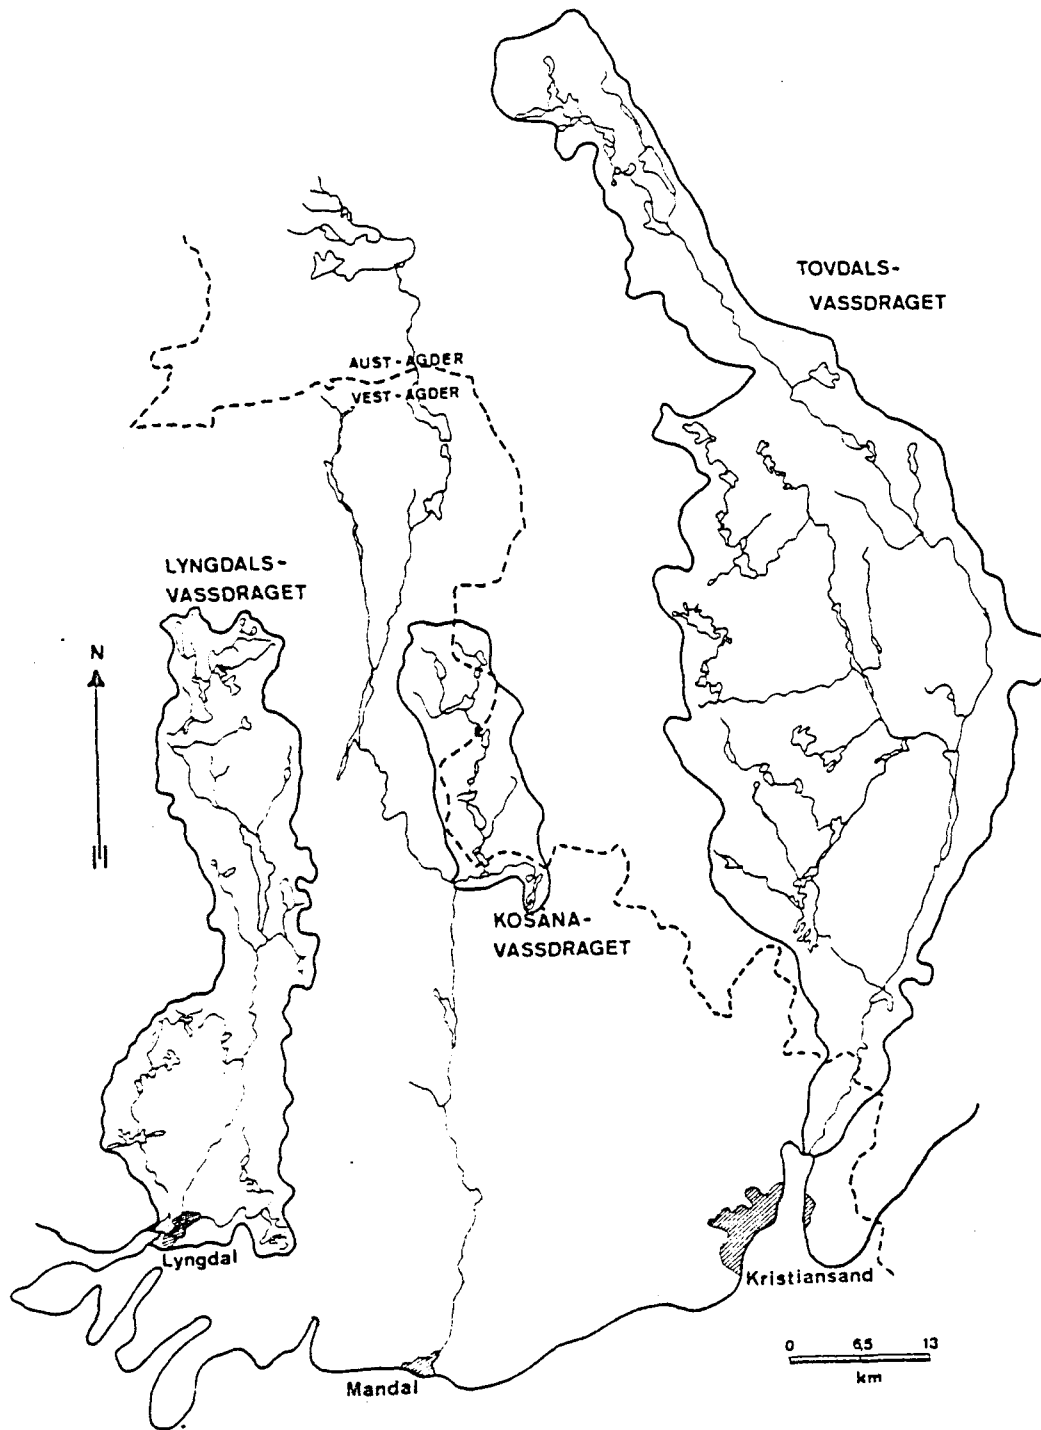 TOVDALS-
VASSDRAGET
AUST-AGDER
VEST-AGDER
LYNGDALS-
VASSDRAGET
N
KOSANA-
VASSDRAGET
Lyngdal
Kristiansand
Mandal
0 6,5 13
km